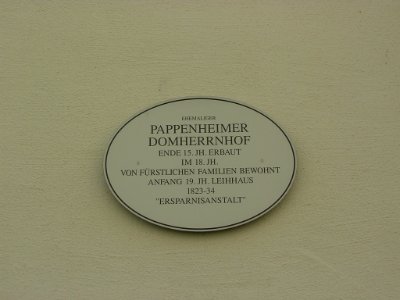 EHEMALIGER
PAPPENHEIMER
DOMHERRNHOF
ENDE 15. JH. ERBAUT
IM 18. JH.
VON FÜRSTLICHEN FAMILIEN BEWOHNT
ANFANG 19. JH. LEIHHAUS
1823-34
"ERSPARNISANSTALT"